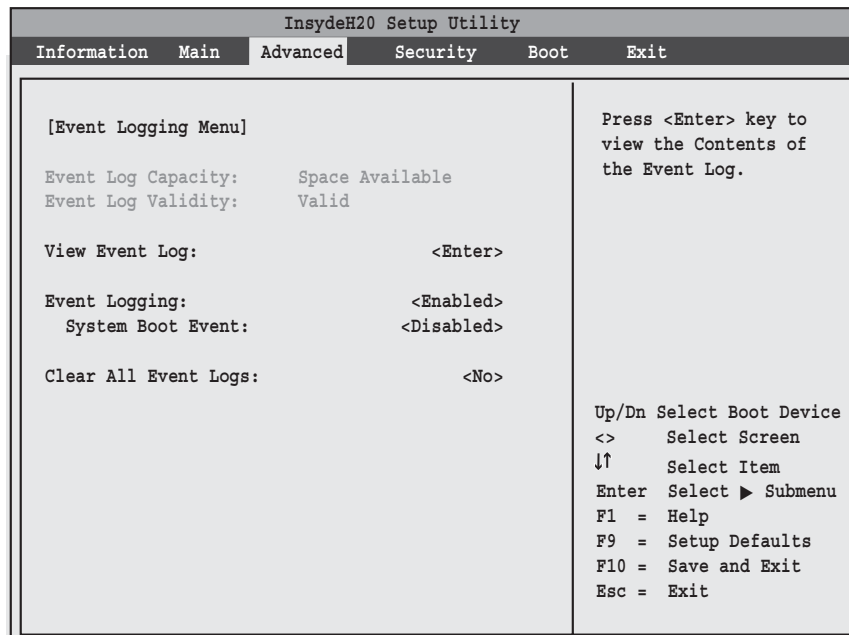 InsydeH20 Setup Utility
Information Main Advanced Security Boot Exit
[Event Logging Menu]
Event Log Capacity: Space Available
Event Log Validity: Valid
View Event Log: <Enter>
Event Logging: <Enabled>
System Boot Event: <Disabled>
Clear All Event Logs: <No>
Press <Enter> key to
view the Contents of
the Event Log.
Up/Dn Select Boot Device
<> Select Screen
↓↑ Select Item
Enter Select ▶ Submenu
F1 = Help
F9 = Setup Defaults
F10 = Save and Exit
Esc = Exit